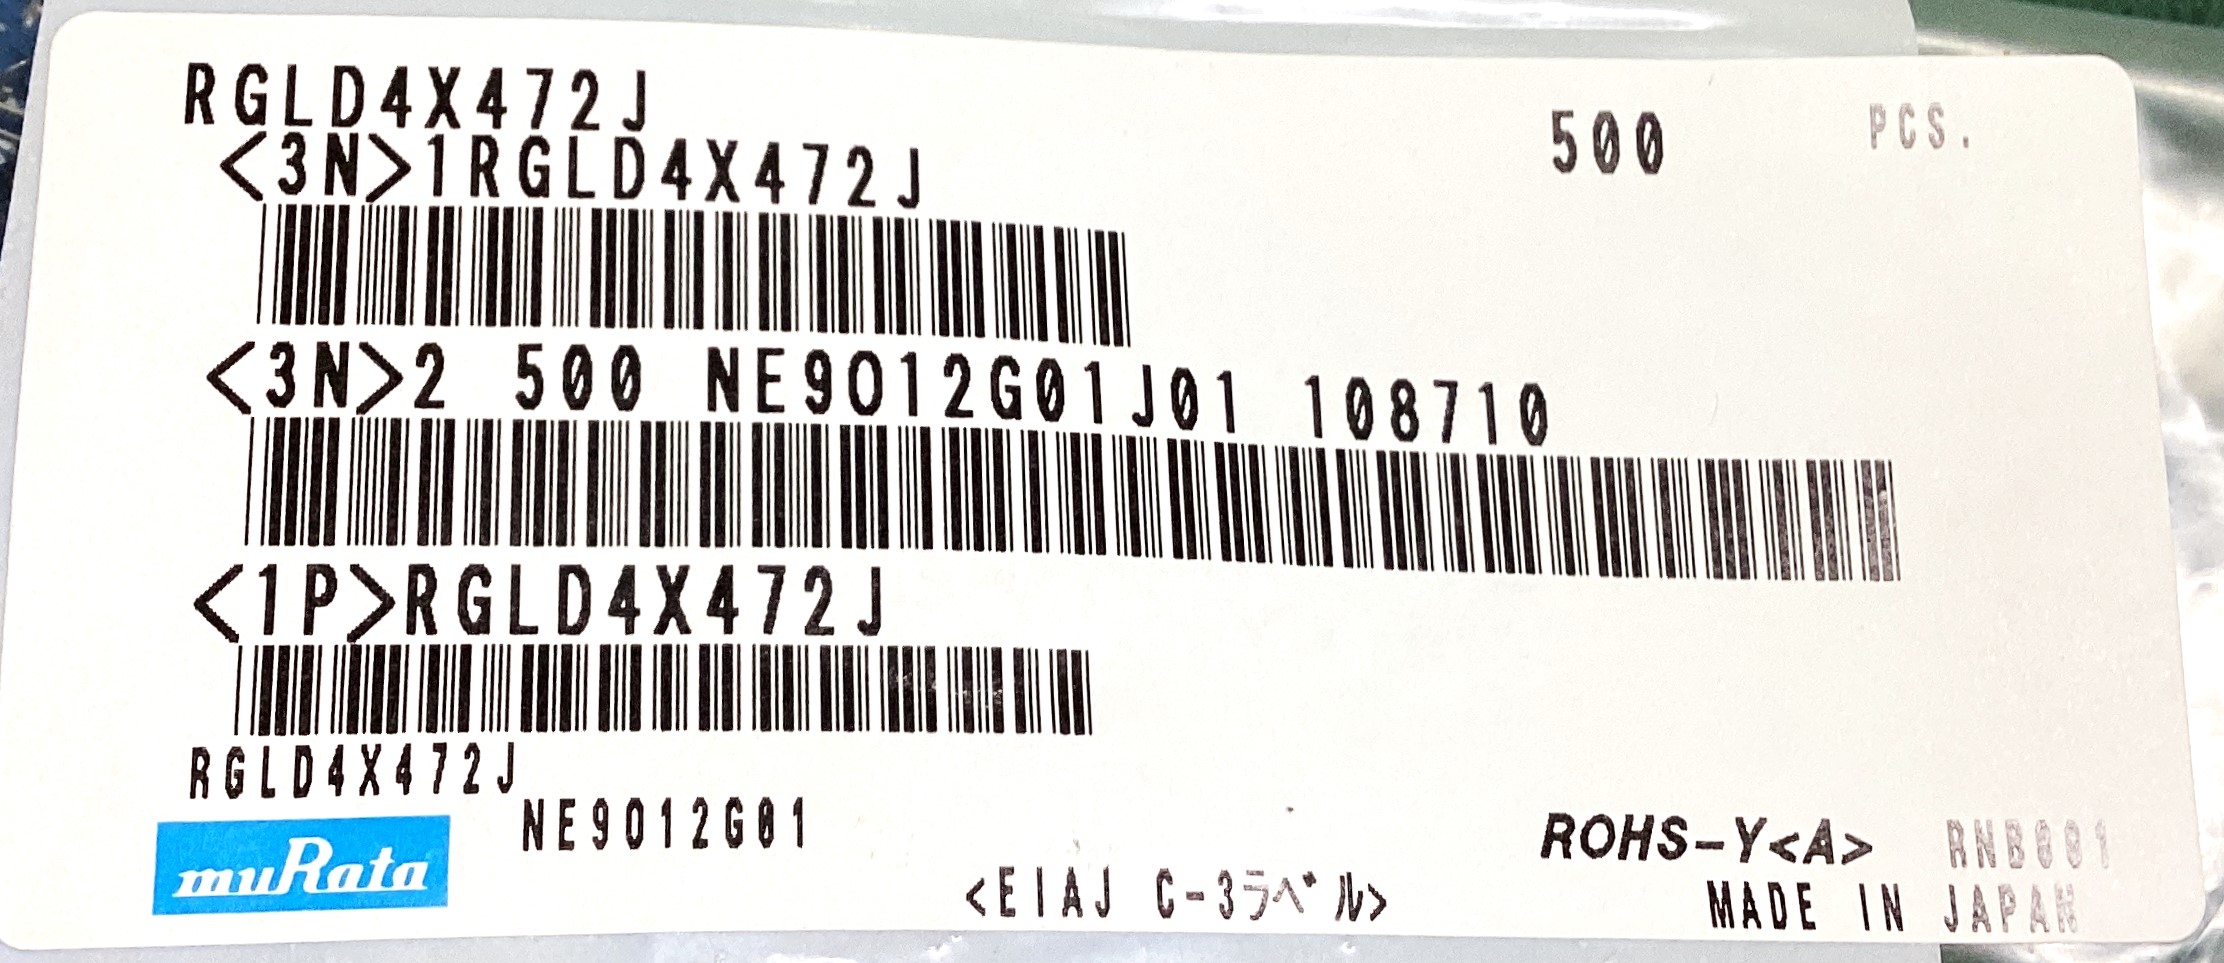 RGLD4X472J
500 PCS.
<3N>1RGLD4X472J
<3N>2 500 NE9012G01J01 108710
<1P>RGLD4X472J
RGLD4X472J
NE9012G01
muRata
ROHS-Y<A> RNB001
<EIAJ C-3ラベル>
MADE IN JAPAN